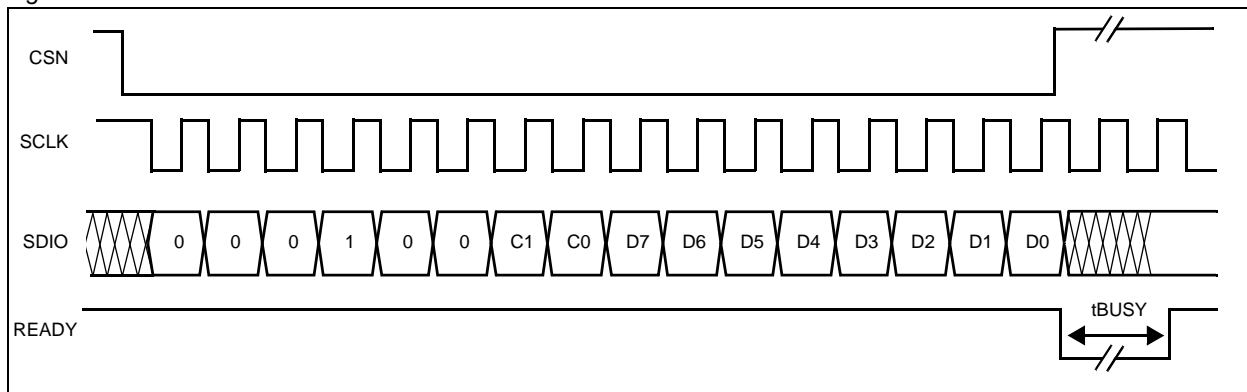 CSN
SCLK
SDIO 0 0 0 1 0 0 C1 C0 D7 D6 D5 D4 D3 D2 D1 D0
tBUSY
READY